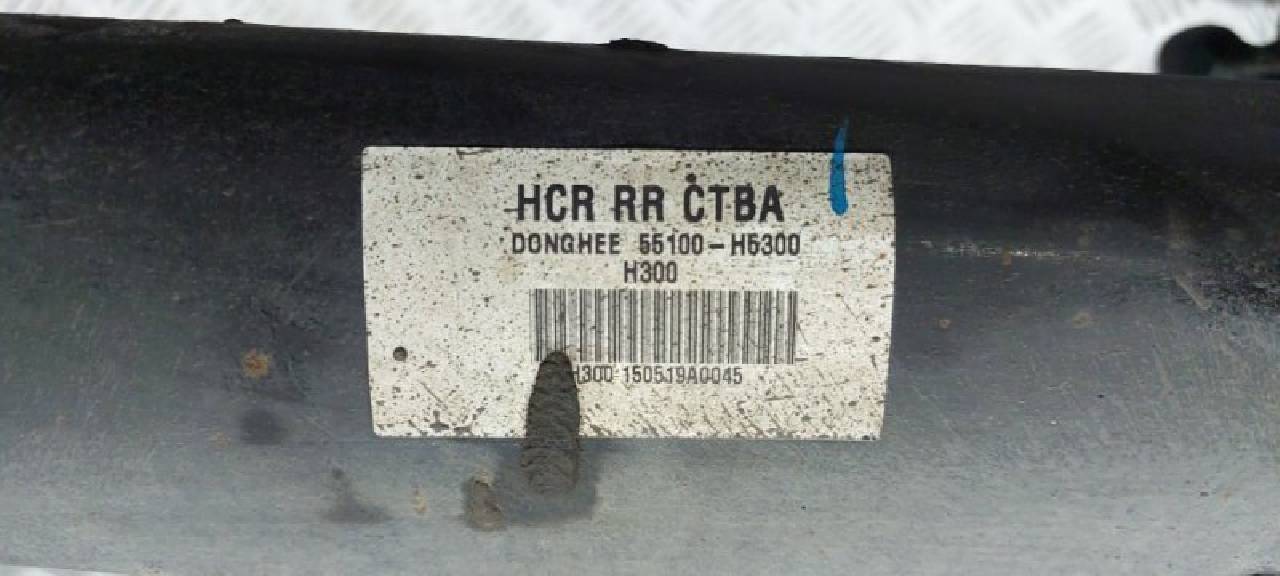 HCR RR CTBA
DONGHEE 55100-H5300
H300
H300 150519A0045